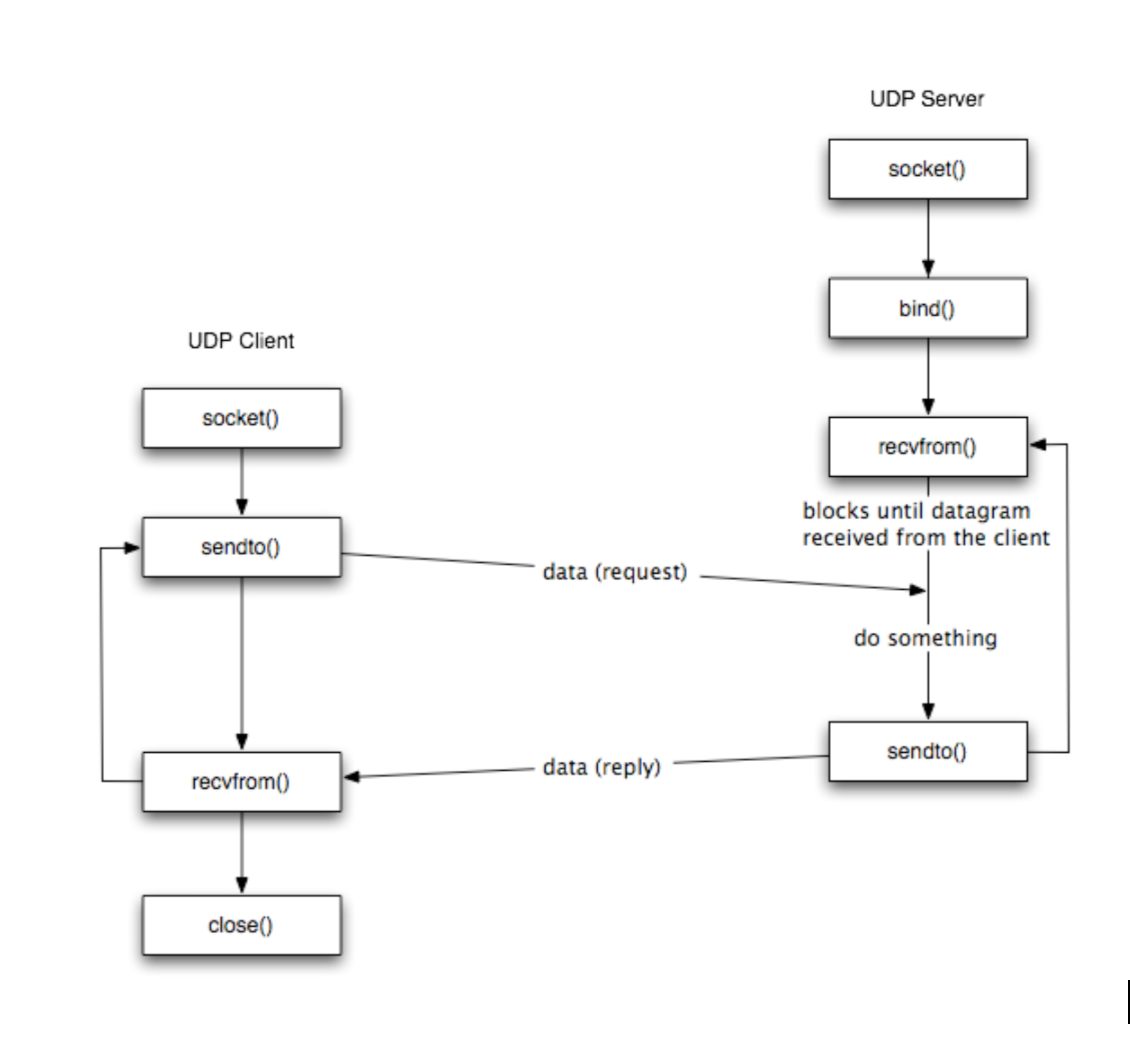 UDP Server
socket()
bind()
UDP Client
socket()
recvfrom()
blocks until datagram
received from the client
sendto()
data (request)
do something
sendto()
data (reply)
recvfrom()
close()